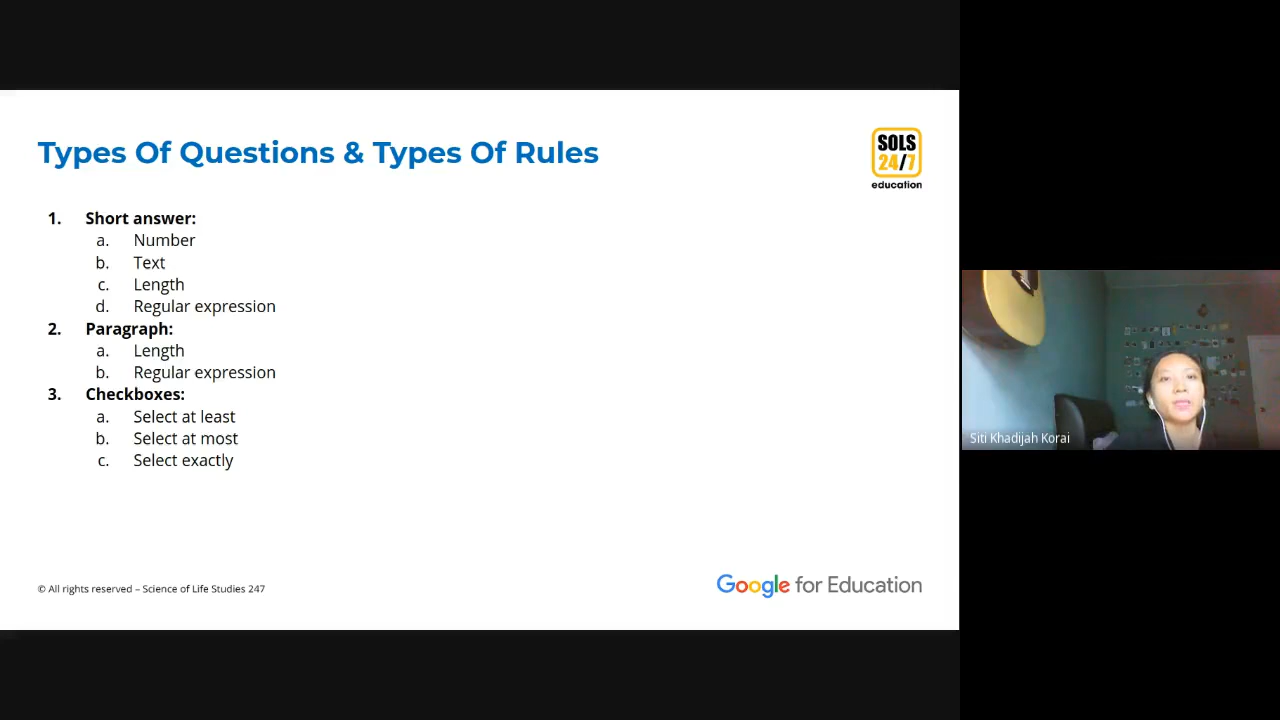 Types Of Questions & Types Of Rules
SOLS
24/7
education
1. Short answer:
a. Number
b. Text
c. Length
d. Regular expression
2. Paragraph:
a. Length
b. Regular expression
3. Checkboxes:
a. Select at least
b. Select at most
c. Select exactly
Siti Khadijah Korai
© All rights reserved – Science of Life Studies 247
Google for Education